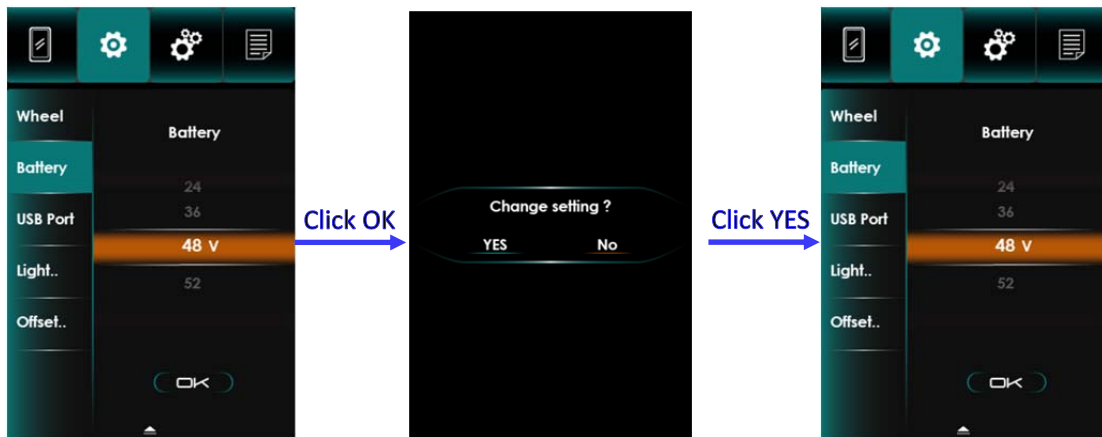 Wheel
Battery
USB Port
Light..
Offset..
Battery
24
36
48 V
52
OK
Click OK
Change setting ?
YES No
Click YES
Wheel
Battery
USB Port
Light..
Offset..
Battery
24
36
48 V
52
OK